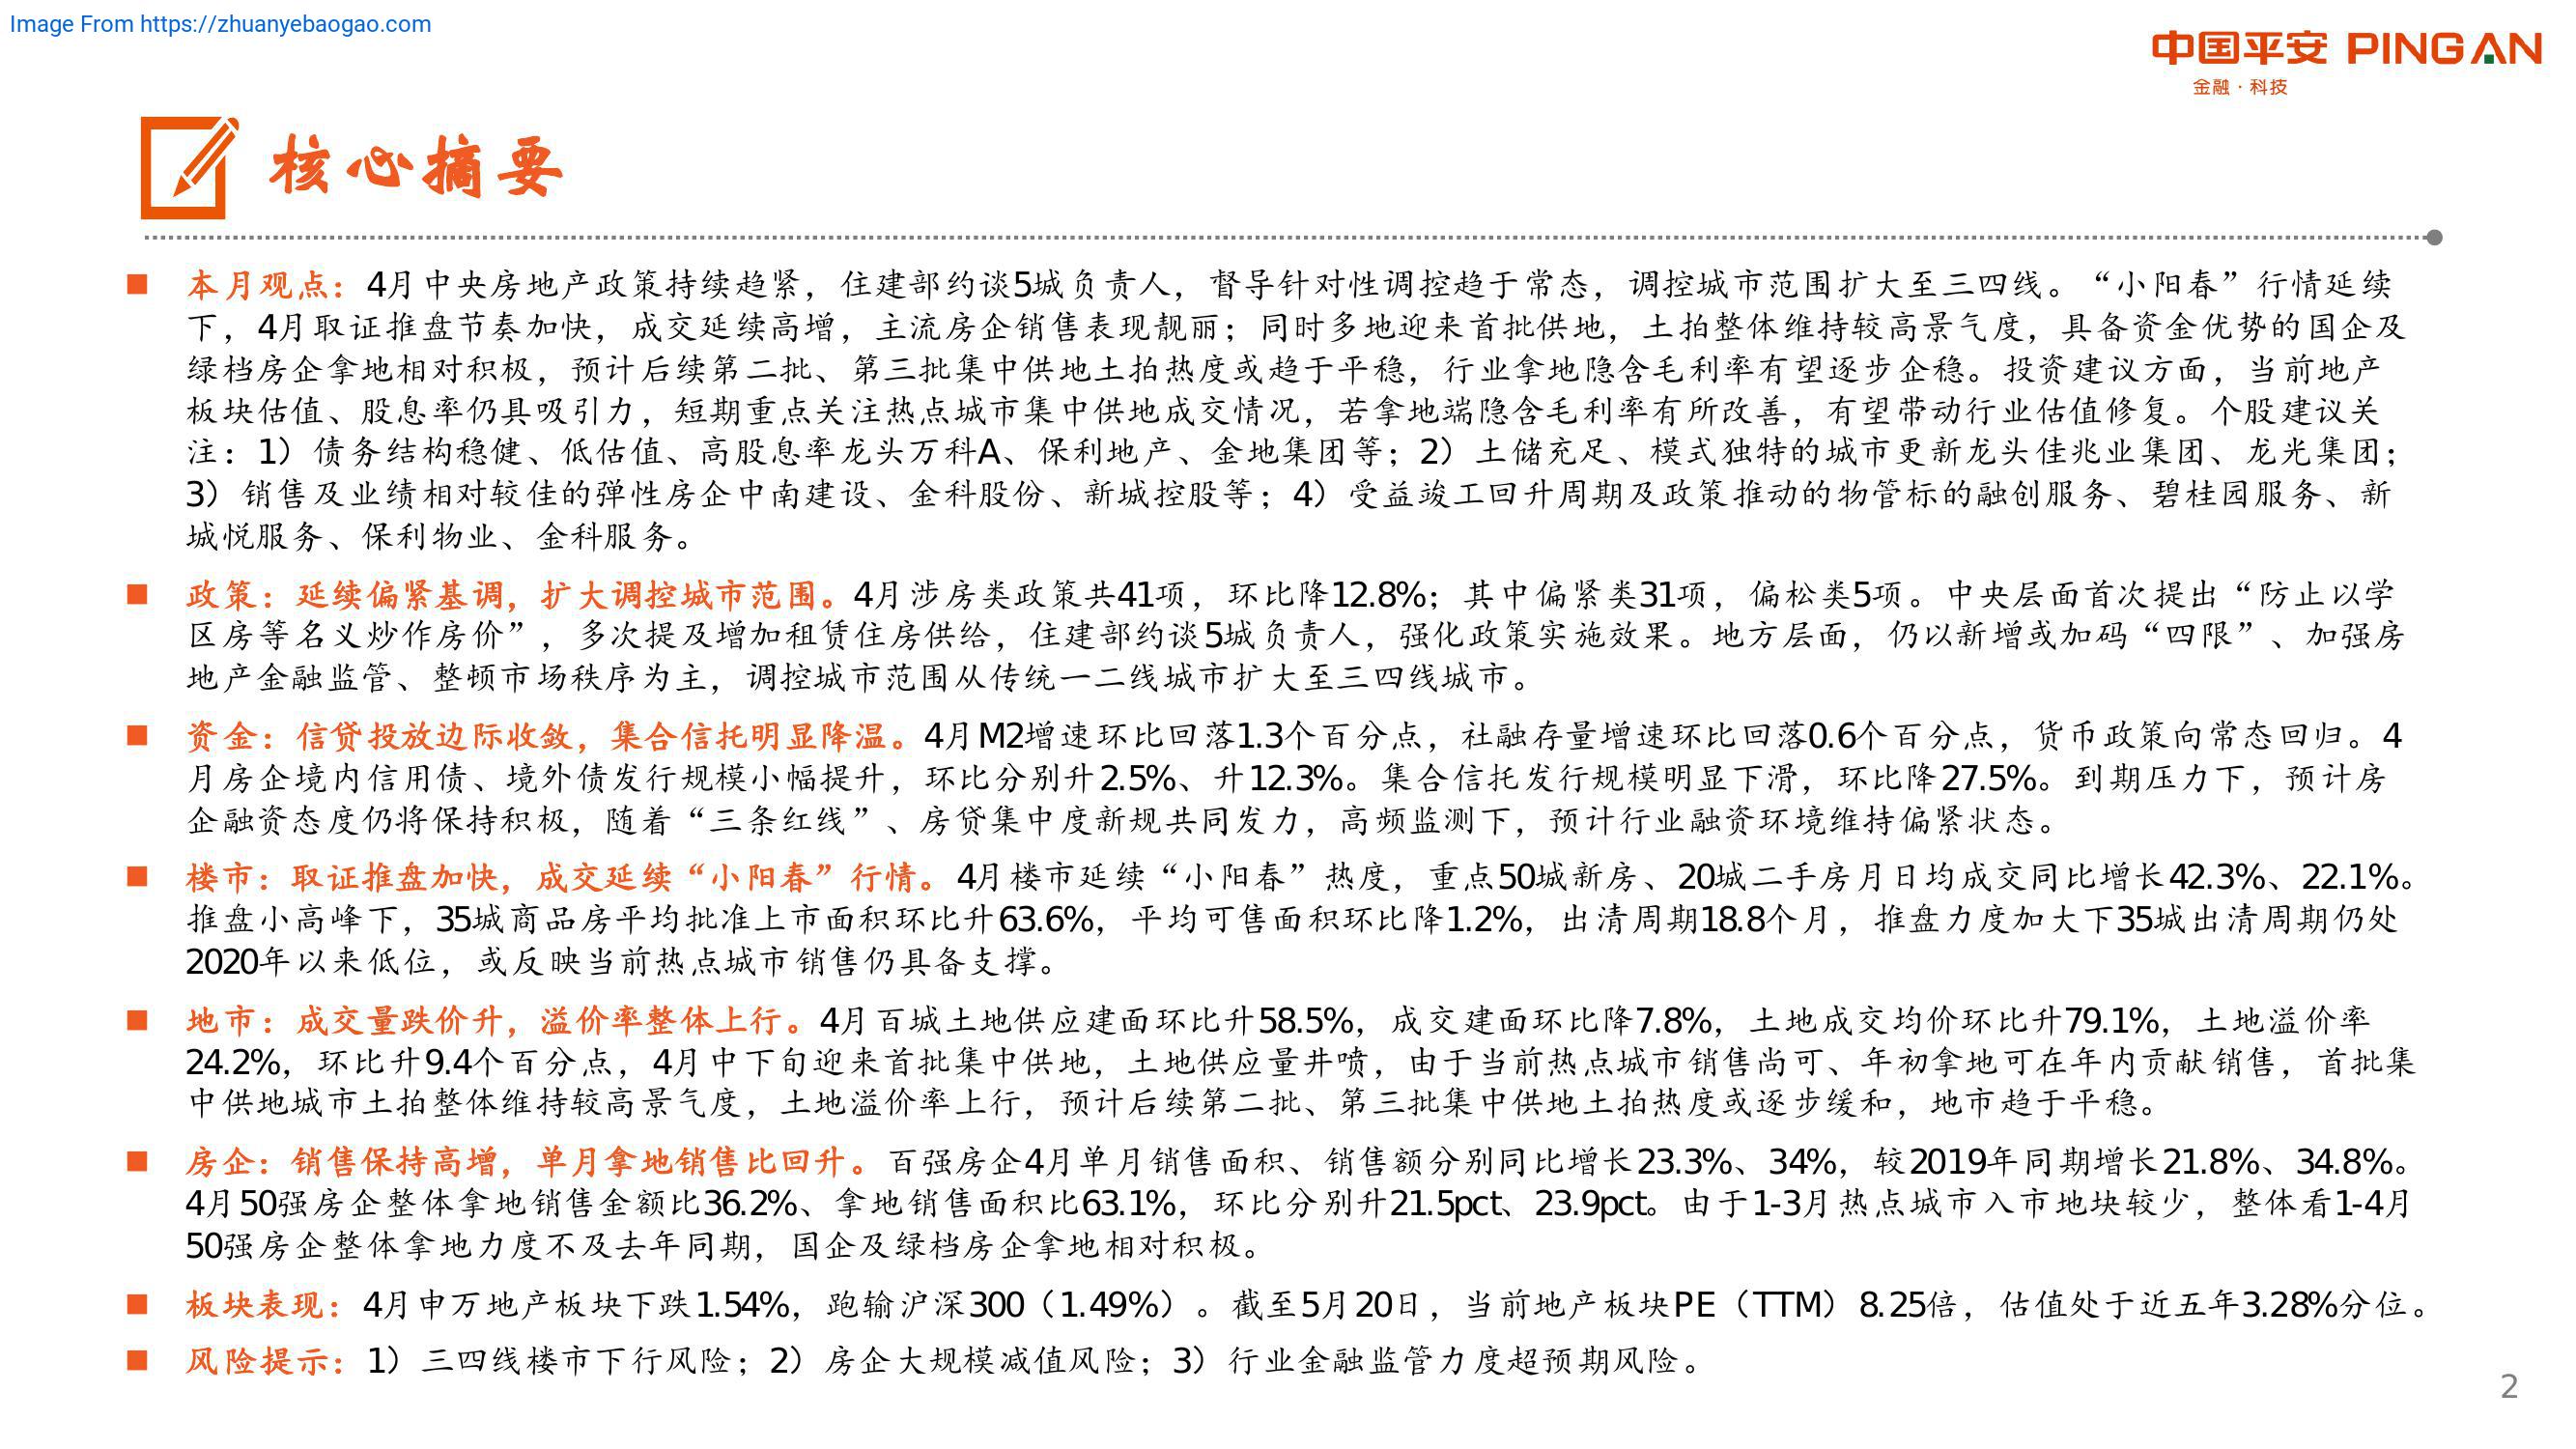 Image From https://zhuanyebaogao.com
中国平安 PINGAN
金融·科技
核心摘要
本月观点：4月中央房地产政策持续趋紧，住建部约谈5城负责人，督导针对性调控趋于常态，调控城市范围扩大至三四线。“小阳春”行情延续
下，4月取证推盘节奏加快，成交延续高增，主流房企销售表现靓丽；同时多地迎来首批供地，土拍整体维持较高景气度，具备资金优势的国企及
绿档房企拿地相对积极，预计后续第二批、第三批集中供地土拍热度或趋于平稳，行业拿地隐含毛利率有望逐步企稳。投资建议方面，当前地产
板块估值、股息率仍具吸引力，短期重点关注热点城市集中供地成交情况，若拿地端隐含毛利率有所改善，有望带动行业估值修复。个股建议关
注：1）债务结构稳健、低估值、高股息率龙头万科A、保利地产、金地集团等；2）土储充足、模式独特的城市更新龙头佳兆业集团、龙光集团；
3）销售及业绩相对较佳的弹性房企中南建设、金科股份、新城控股等；4）受益竣工回升周期及政策推动的物管标的融创服务、碧桂园服务、新
城悦服务、保利物业、金科服务。
政策：延续偏紧基调，扩大调控城市范围。4月涉房类政策共41项，环比降12.8%；其中偏紧类31项，偏松类5项。中央层面首次提出“防止以学
区房等名义炒作房价”，多次提及增加租赁住房供给，住建部约谈5城负责人，强化政策实施效果。地方层面，仍以新增或加码“四限”、加强房
地产金融监管、整顿市场秩序为主，调控城市范围从传统一二线城市扩大至三四线城市。
资金：信贷投放边际收敛，集合信托明显降温。4月M2增速环比回落1.3个百分点，社融存量增速环比回落0.6个百分点，货币政策向常态回归。4
月房企境内信用债、境外债发行规模小幅提升，环比分别升2.5%、升12.3%。集合信托发行规模明显下滑，环比降27.5%。到期压力下，预计房
企融资态度仍将保持积极，随着“三条红线”、房贷集中度新规共同发力，高频监测下，预计行业融资环境维持偏紧状态。
楼市：取证推盘加快，成交延续“小阳春”行情。4月楼市延续“小阳春”热度，重点50城新房、20城二手房月日均成交同比增长42.3%、22.1%。
推盘小高峰下，35城商品房平均批准上市面积环比升63.6%，平均可售面积环比降1.2%，出清周期18.8个月，推盘力度加大下35城出清周期仍处
2020年以来低位，或反映当前热点城市销售仍具备支撑。
地市：成交量跌价升，溢价率整体上行。4月百城土地供应建面环比升58.5%，成交建面环比降7.8%，土地成交均价环比升79.1%，土地溢价率
24.2%，环比升9.4个百分点，4月中下旬迎来首批集中供地，土地供应量井喷，由于当前热点城市销售尚可、年初拿地可在年内贡献销售，首批集
中供地城市土拍整体维持较高景气度，土地溢价率上行，预计后续第二批、第三批集中供地土拍热度或逐步缓和，地市趋于平稳。
房企：销售保持高增，单月拿地销售比回升。百强房企4月单月销售面积、销售额分别同比增长23.3%、34%，较2019年同期增长21.8%、34.8%。
4月50强房企整体拿地销售金额比36.2%、拿地销售面积比63.1%，环比分别升21.5pct、23.9pct。由于1-3月热点城市入市地块较少，整体看1-4月
50强房企整体拿地力度不及去年同期，国企及绿档房企拿地相对积极。
板块表现：4月申万地产板块下跌1.54%，跑输沪深300（1.49%）。截至5月20日，当前地产板块PE（TTM）8.25倍，估值处于近五年3.28%分位。
风险提示：1）三四线楼市下行风险；2）房企大规模减值风险；3）行业金融监管力度超预期风险。
2